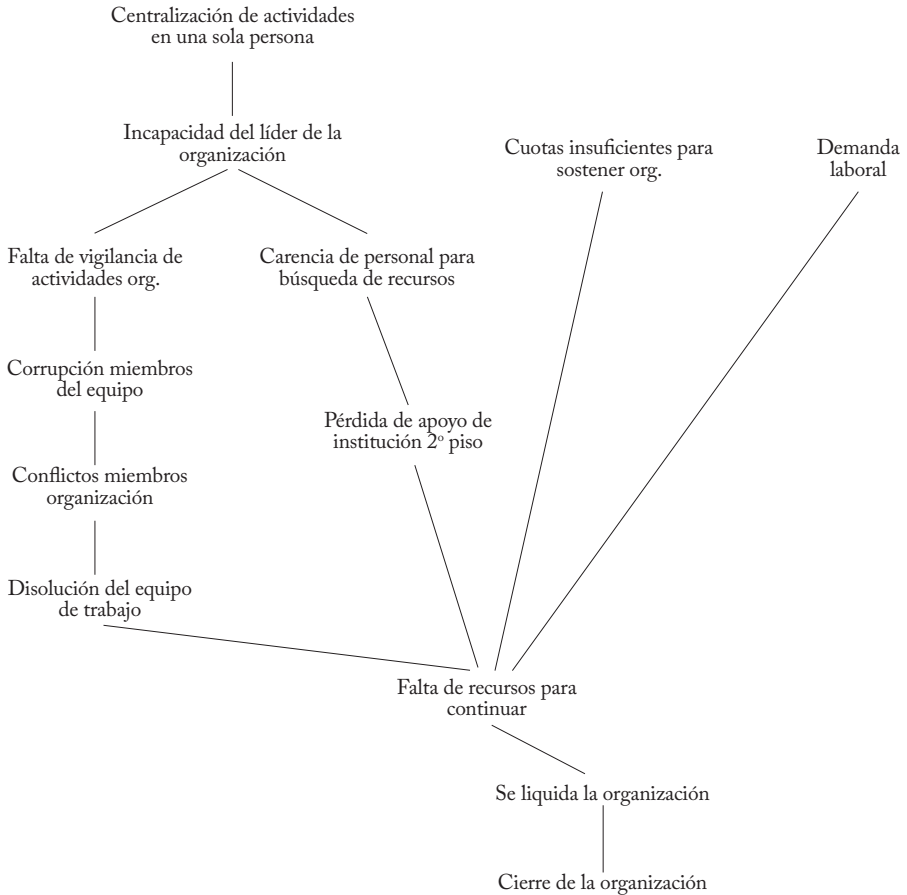 Centralización de actividades
en una sola persona
Incapacidad del líder de la
organización
Cuotas insuficientes para
sostener org.
Demanda
laboral
Falta de vigilancia de
actividades org.
Carencia de personal para
búsqueda de recursos
Corrupción miembros
del equipo
Pérdida de apoyo de
institución 2º piso
Conflictos miembros
organización
Disolución del equipo
de trabajo
Falta de recursos para
continuar
Se liquida la organización
Cierre de la organización